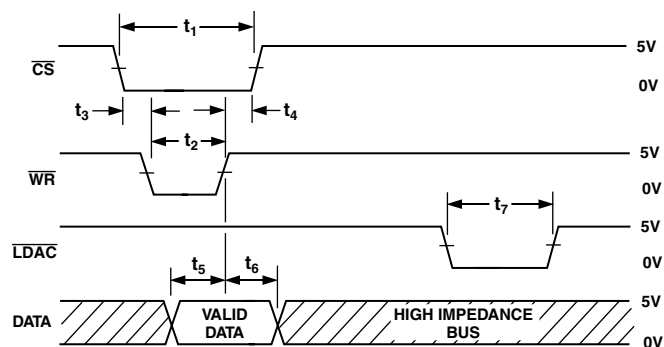 t1
5V
CS
0V
t3
t4
t2
5V
WR
0V
t7
5V
LDAC
0V
t5
t6
5V
DATA
VALID
DATA
HIGH IMPEDANCE
BUS
0V